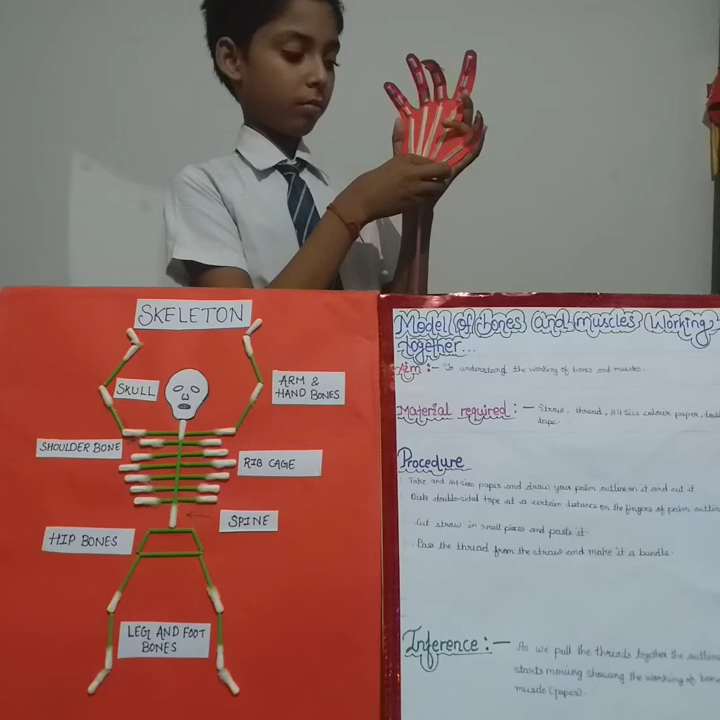 SKELETON
SKULL
ARM &
HAND BONES
SHOULDER BONE
RIB CAGE
SPINE
HIP BONES
LEG AND FOOT
BONES
Model of bones and muscles Working
together...
Aim :- To understand the working of bones and muscles.
Material required : - Straw, thread, A4 size colour paper, doub
tape.
Procedure
Take and A4 size paper and draw your palm outline on it and cut it
Paste double-sided tape at a certain distance on the fingers of palm outlin
Cut straw in small pieces and paste it.
Pass the thread from the straw and make it a bundle.
Inference :- As we pull the threads together the outline
starts moving showing the working of bone
muscle (paper).